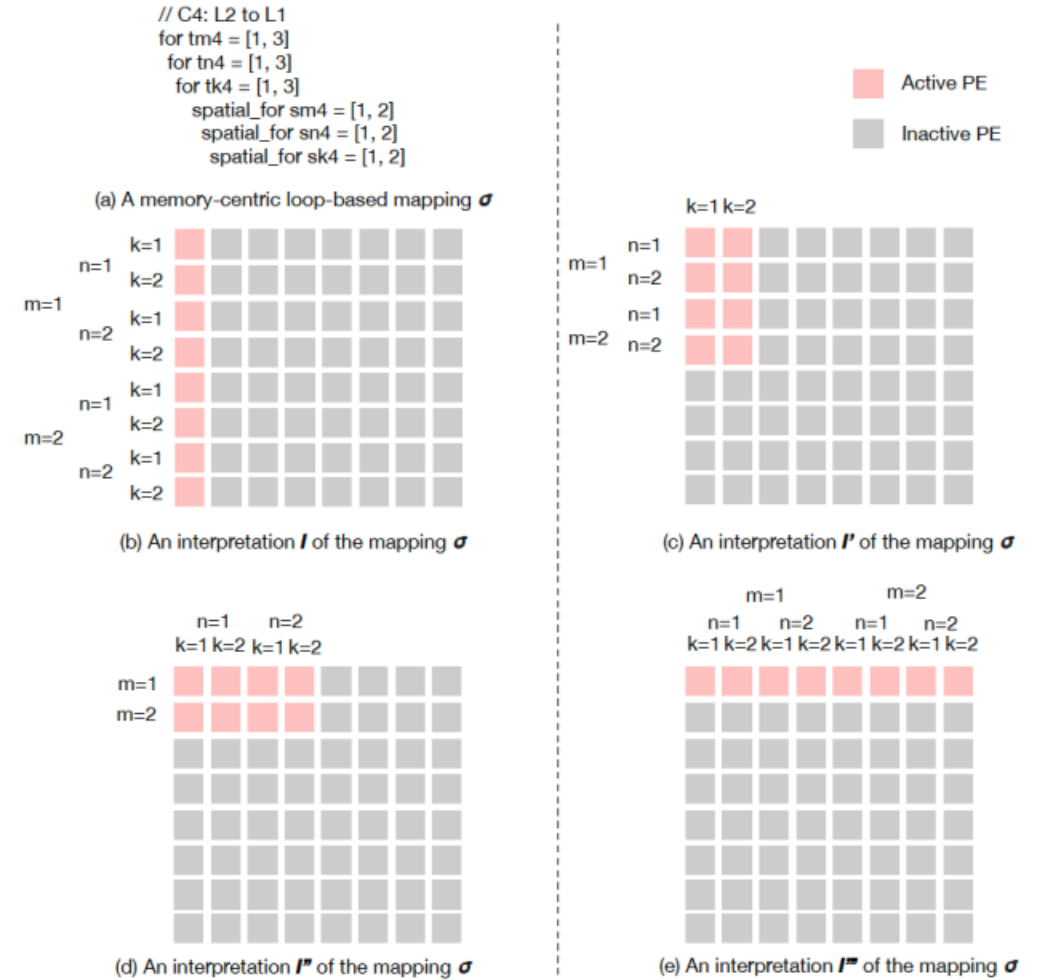 // C4: L2 to L1
for tm4 = [1, 3]
for tn4 = [1, 3]
for tk4 = [1, 3]
spatial_for sm4 = [1, 2]
spatial_for sn4 = [1, 2]
spatial_for sk4 = [1, 2]
(a) A memory-centric loop-based mapping σ
Active PE
Inactive PE
k=1
n=1
k=2
m=1
k=1
n=2
k=2
k=1
n=1
k=2
m=2
k=1
n=2
k=2
(b) An interpretation I of the mapping σ
k=1 k=2
n=1
m=1
n=2
n=1
m=2 n=2
(c) An interpretation I' of the mapping σ
n=1 n=2
k=1 k=2 k=1 k=2
m=1
m=2
(d) An interpretation I'' of the mapping σ
m=1 m=2
n=1 n=2 n=1 n=2
k=1 k=2 k=1 k=2 k=1 k=2 k=1 k=2
(e) An interpretation I''' of the mapping σ